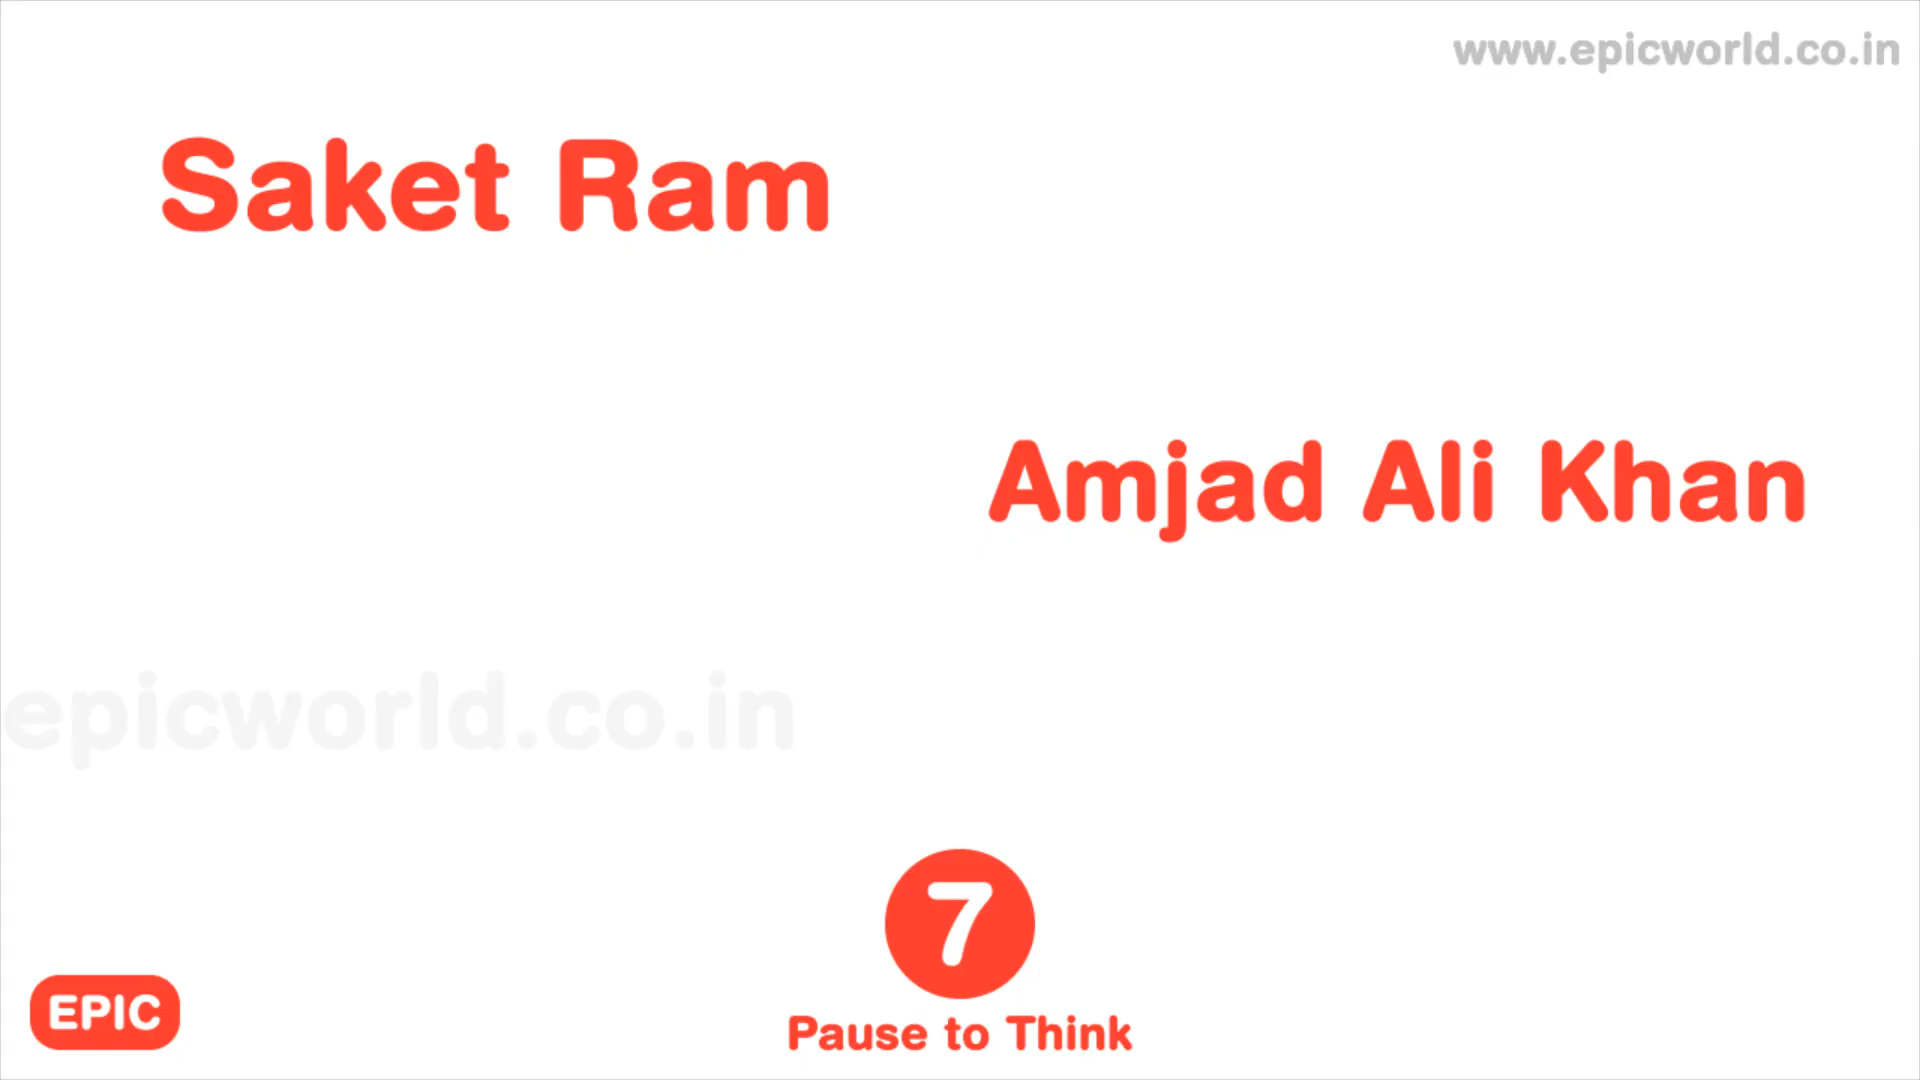 www.epicworld.co.in
Saket Ram
Amjad Ali Khan
epicworld.co.in
7
EPIC
Pause to Think